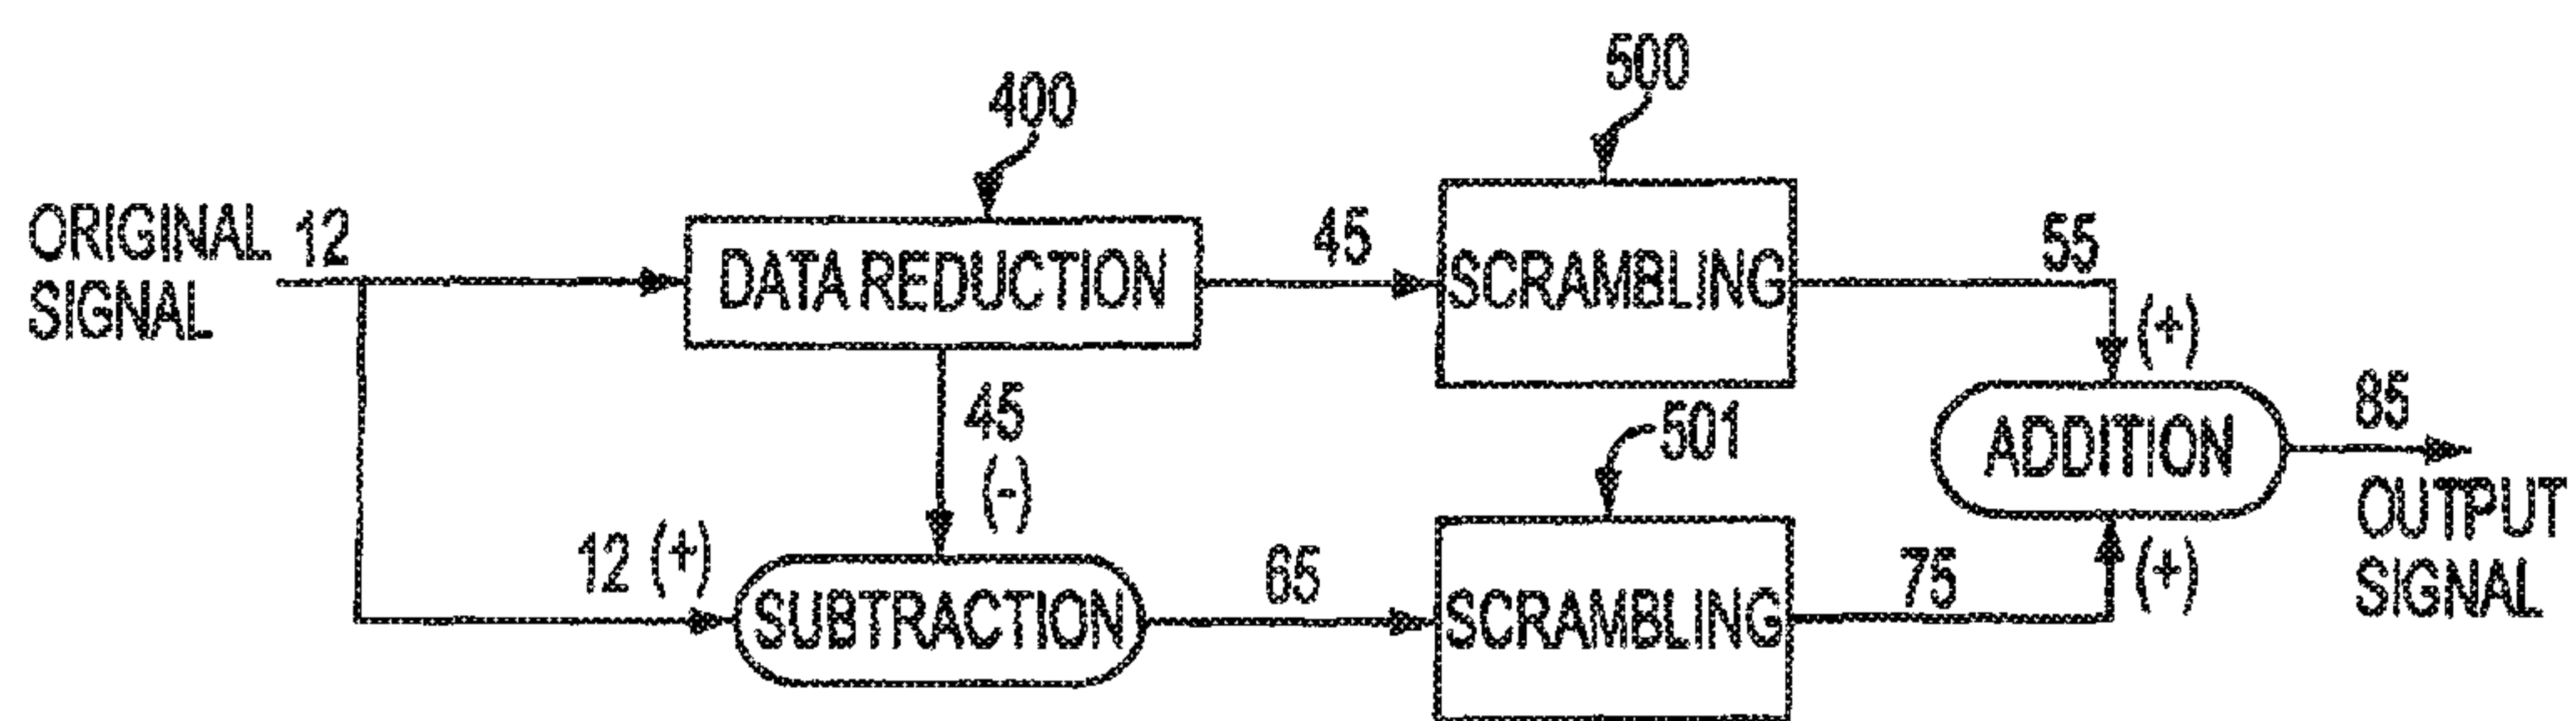 500
400
ORIGINAL 12
SIGNAL
DATA REDUCTION
45
SCRAMBLING
55
(+)
45
(-)
501
ADDITION
85
OUTPUT
SIGNAL
12 (+)
SUBTRACTION
65
SCRAMBLING
75
(+)